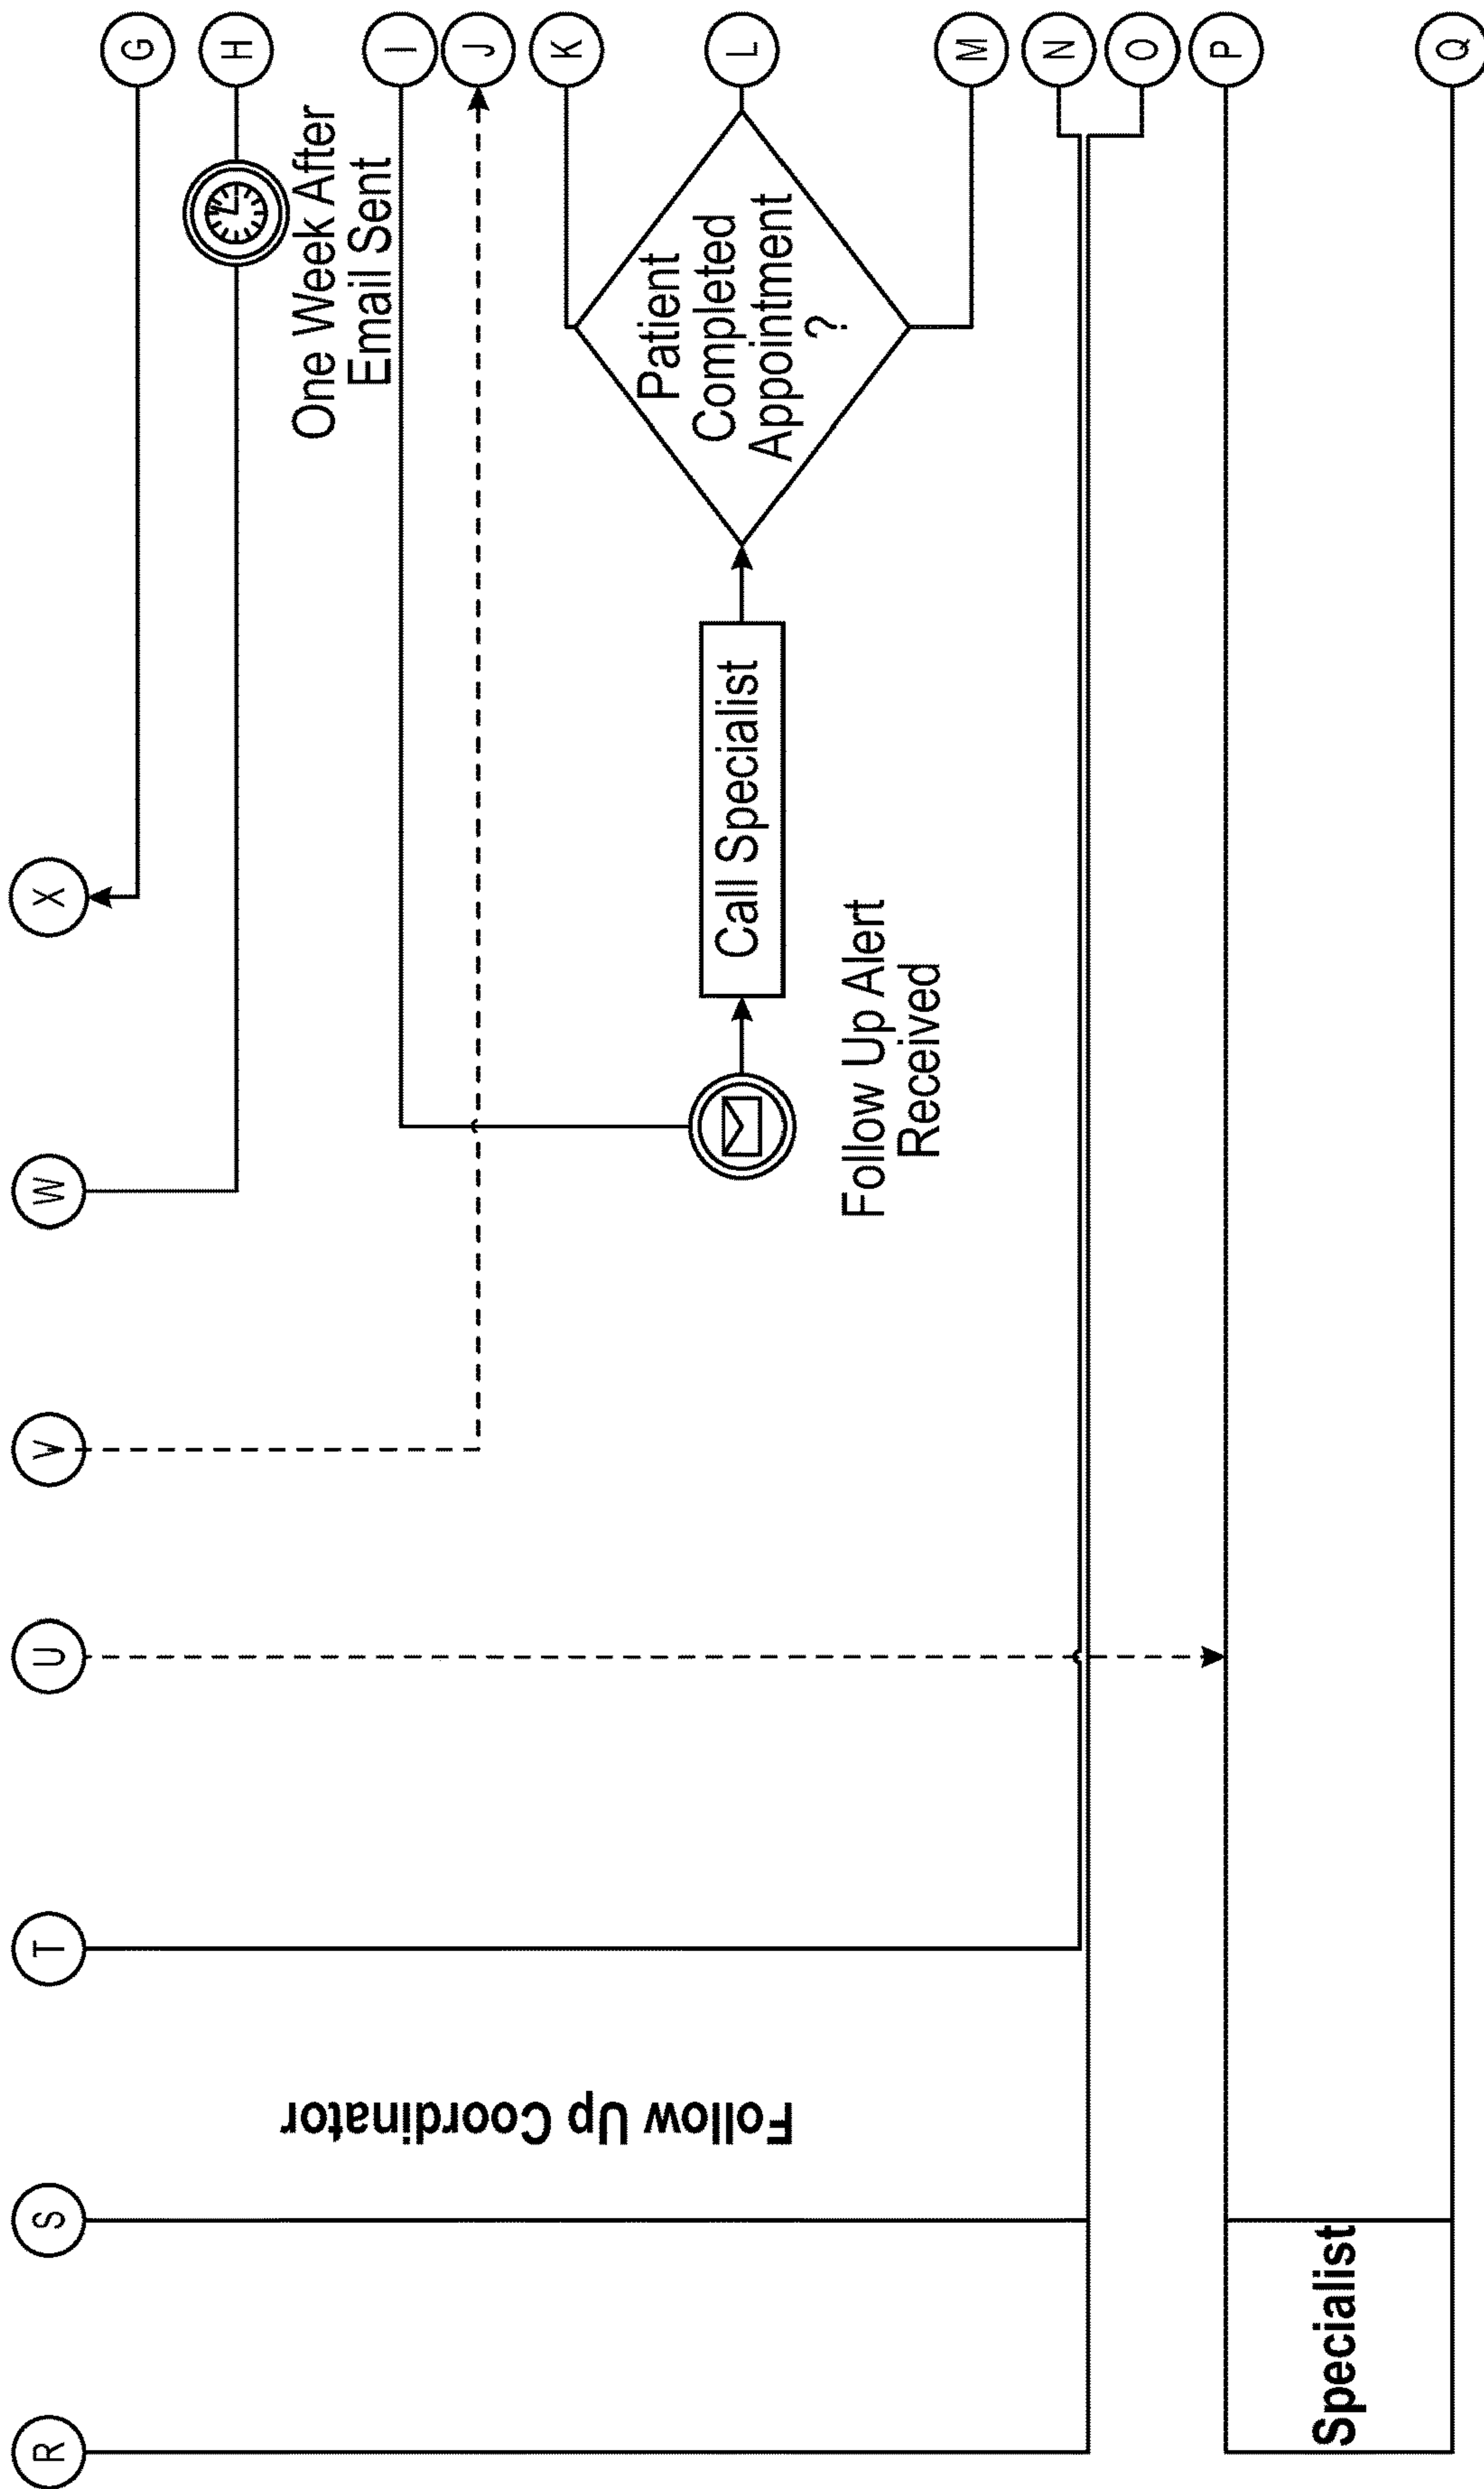 R
S
T
U
V
W
X
G
H
One Week After
Email Sent
I
J
K
L
M
N
O
P
Q
Follow Up Coordinator
Follow Up Alert
Received
Call Specialist
Patient
Completed
Appointment
?
Specialist